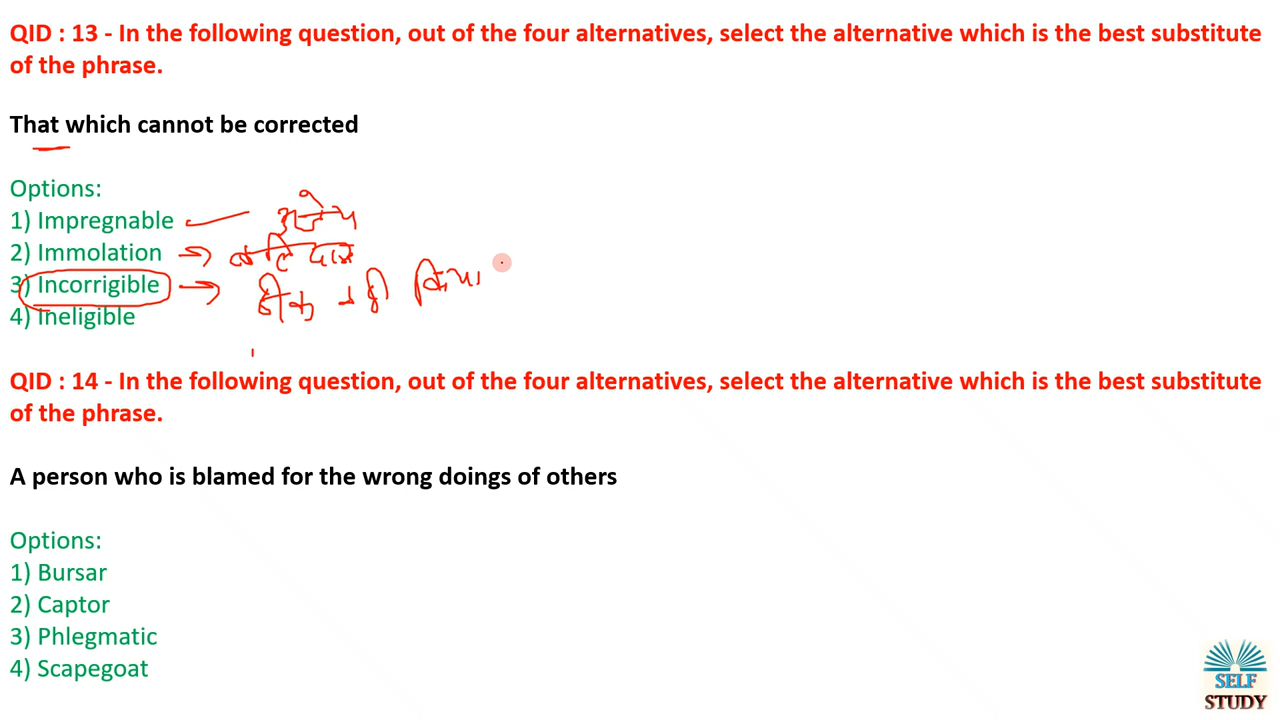 QID : 13 - In the following question, out of the four alternatives, select the alternative which is the best substitute
of the phrase.
That which cannot be corrected
Options:
1) Impregnable
2) Immolation
3) Incorrigible
4) Ineligible
QID : 14 - In the following question, out of the four alternatives, select the alternative which is the best substitute
of the phrase.
A person who is blamed for the wrong doings of others
Options:
1) Bursar
2) Captor
3) Phlegmatic
4) Scapegoat
SELF
STUDY